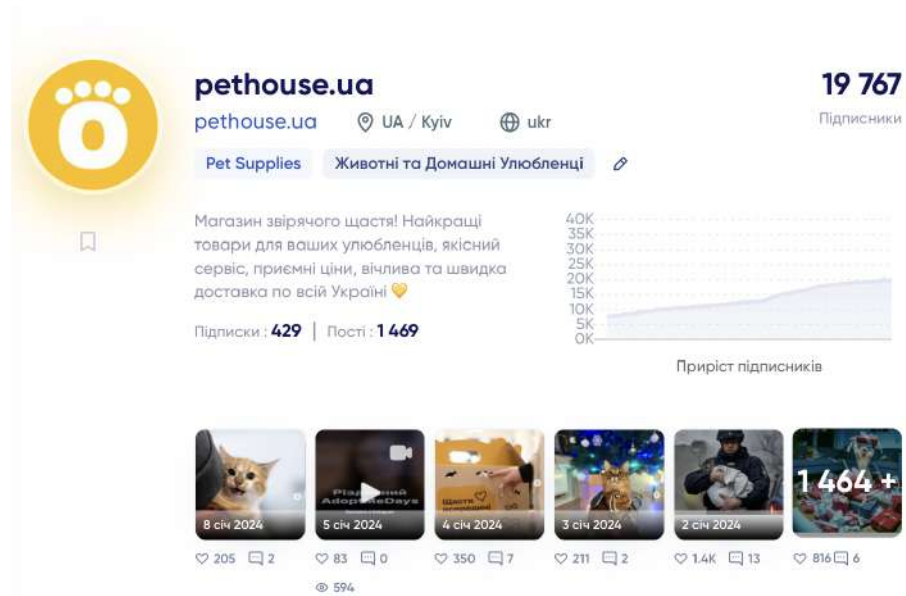 pethouse.ua
19 767
pethouse.ua UA / Kyiv ukr
Підписники
Pet Supplies Животні та Домашні Улюбленці
Магазин звірячого щастя! Найкращі
товари для ваших улюбленців, якісний
сервіс, приємні ціни, вічлива та швидка
доставка по всій Україні
Підписки : 429 | Пості : 1 469
40K
35K
30K
25K
20K
15K
10K
5K
0K
Приріст підписників
8 січ 2024
5 січ 2024
4 січ 2024
3 січ 2024
2 січ 2024
1 464 +
205 2
83 0
350 7
211 2
1.4K 13
816 6
594